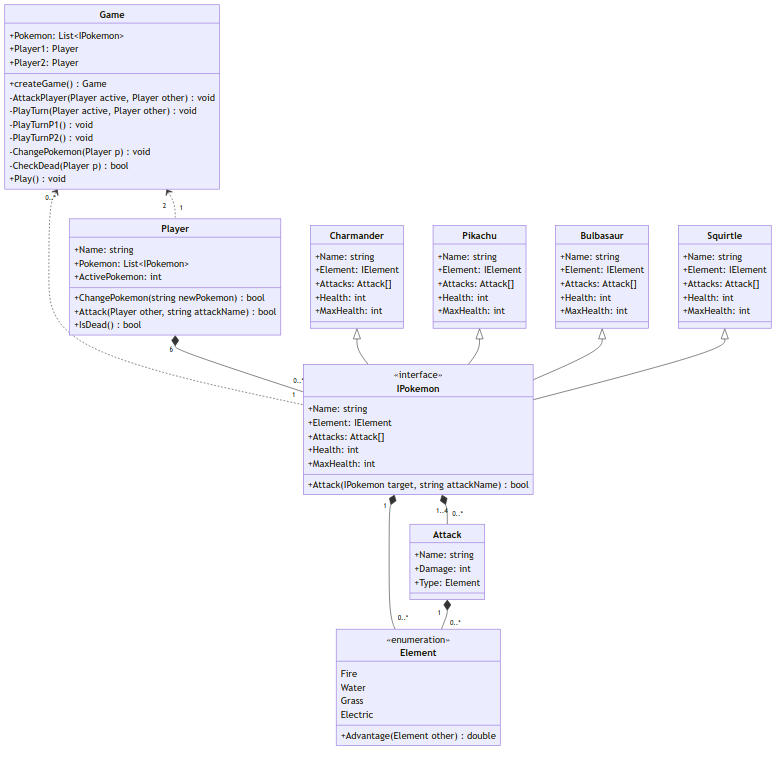 Game
+Pokemon: List<IPokemon>
+Player1: Player
+Player2: Player
+createGame() : Game
-AttackPlayer(Player active, Player other) : void
-PlayTurn(Player active, Player other) : void
-PlayTurnP1() : void
-PlayTurnP2() : void
-ChangePokemon(Player p) : void
-CheckDead(Player p) : bool
+Play() : void
0..*
2
1
Player
+Name: string
+Pokemon: List<IPokemon>
+ActivePokemon: int
+ChangePokemon(string newPokemon) : bool
+Attack(Player other, string attackName) : bool
+IsDead() : bool
Charmander
+Name: string
+Element: IElement
+Attacks: Attack[]
+Health: int
+MaxHealth: int
Pikachu
+Name: string
+Element: IElement
+Attacks: Attack[]
+Health: int
+MaxHealth: int
Bulbasaur
+Name: string
+Element: IElement
+Attacks: Attack[]
+Health: int
+MaxHealth: int
Squirtle
+Name: string
+Element: IElement
+Attacks: Attack[]
+Health: int
+MaxHealth: int
6
0..*
1
«interface»
IPokemon
+Name: string
+Element: IElement
+Attacks: Attack[]
+Health: int
+MaxHealth: int
+Attack(IPokemon target, string attackName) : bool
1
1..4
0..*
Attack
+Name: string
+Damage: int
+Type: Element
1
0..*
0..*
«enumeration»
Element
Fire
Water
Grass
Electric
+Advantage(Element other) : double